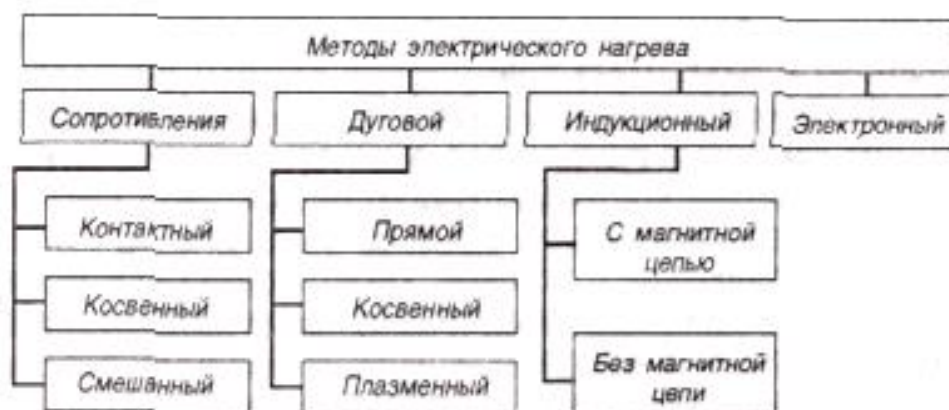 Методы электрического нагрева
Сопротивления
Дуговой
Индукционный
Электронный
Контактный
Прямой
С магнитной
цепью
Косвенный
Косвенный
Смешанный
Плазменный
Без магнитной
цепи